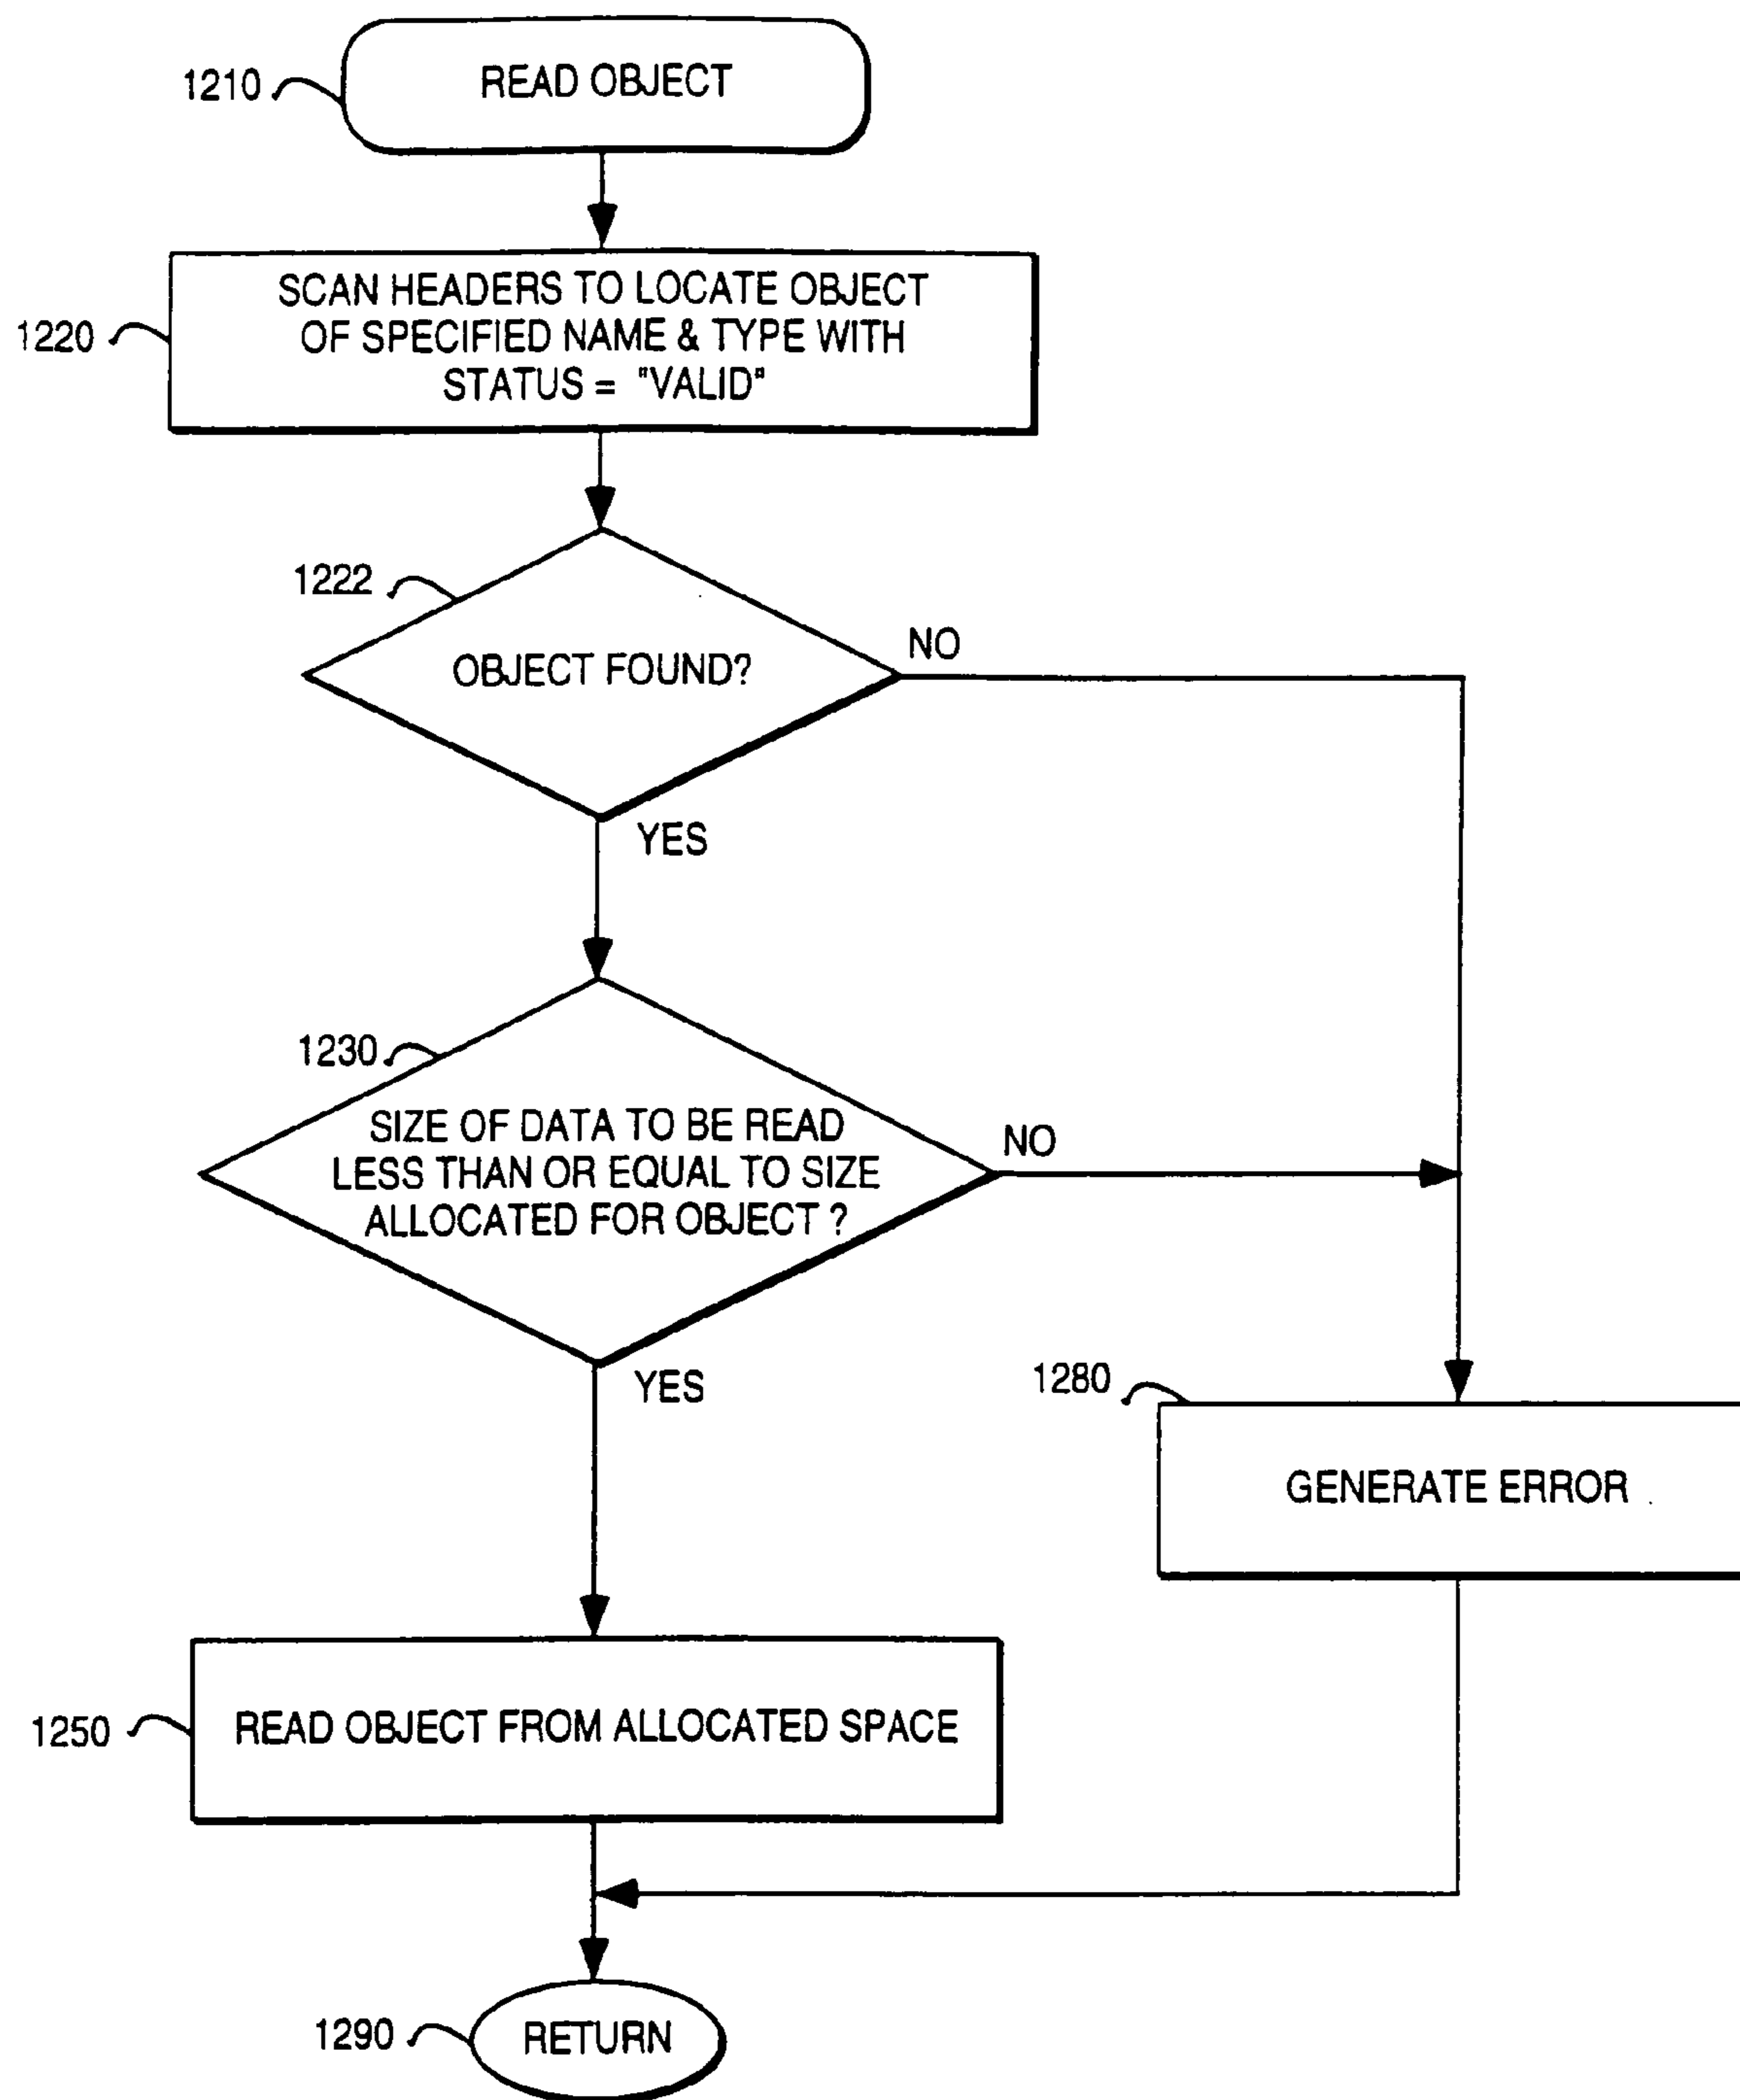 1210
READ OBJECT
1220
SCAN HEADERS TO LOCATE OBJECT
OF SPECIFIED NAME & TYPE WITH
STATUS = "VALID"
1222
OBJECT FOUND?
NO
YES
1230
SIZE OF DATA TO BE READ
LESS THAN OR EQUAL TO SIZE
ALLOCATED FOR OBJECT ?
NO
YES
1280
GENERATE ERROR
1250
READ OBJECT FROM ALLOCATED SPACE
1290
RETURN